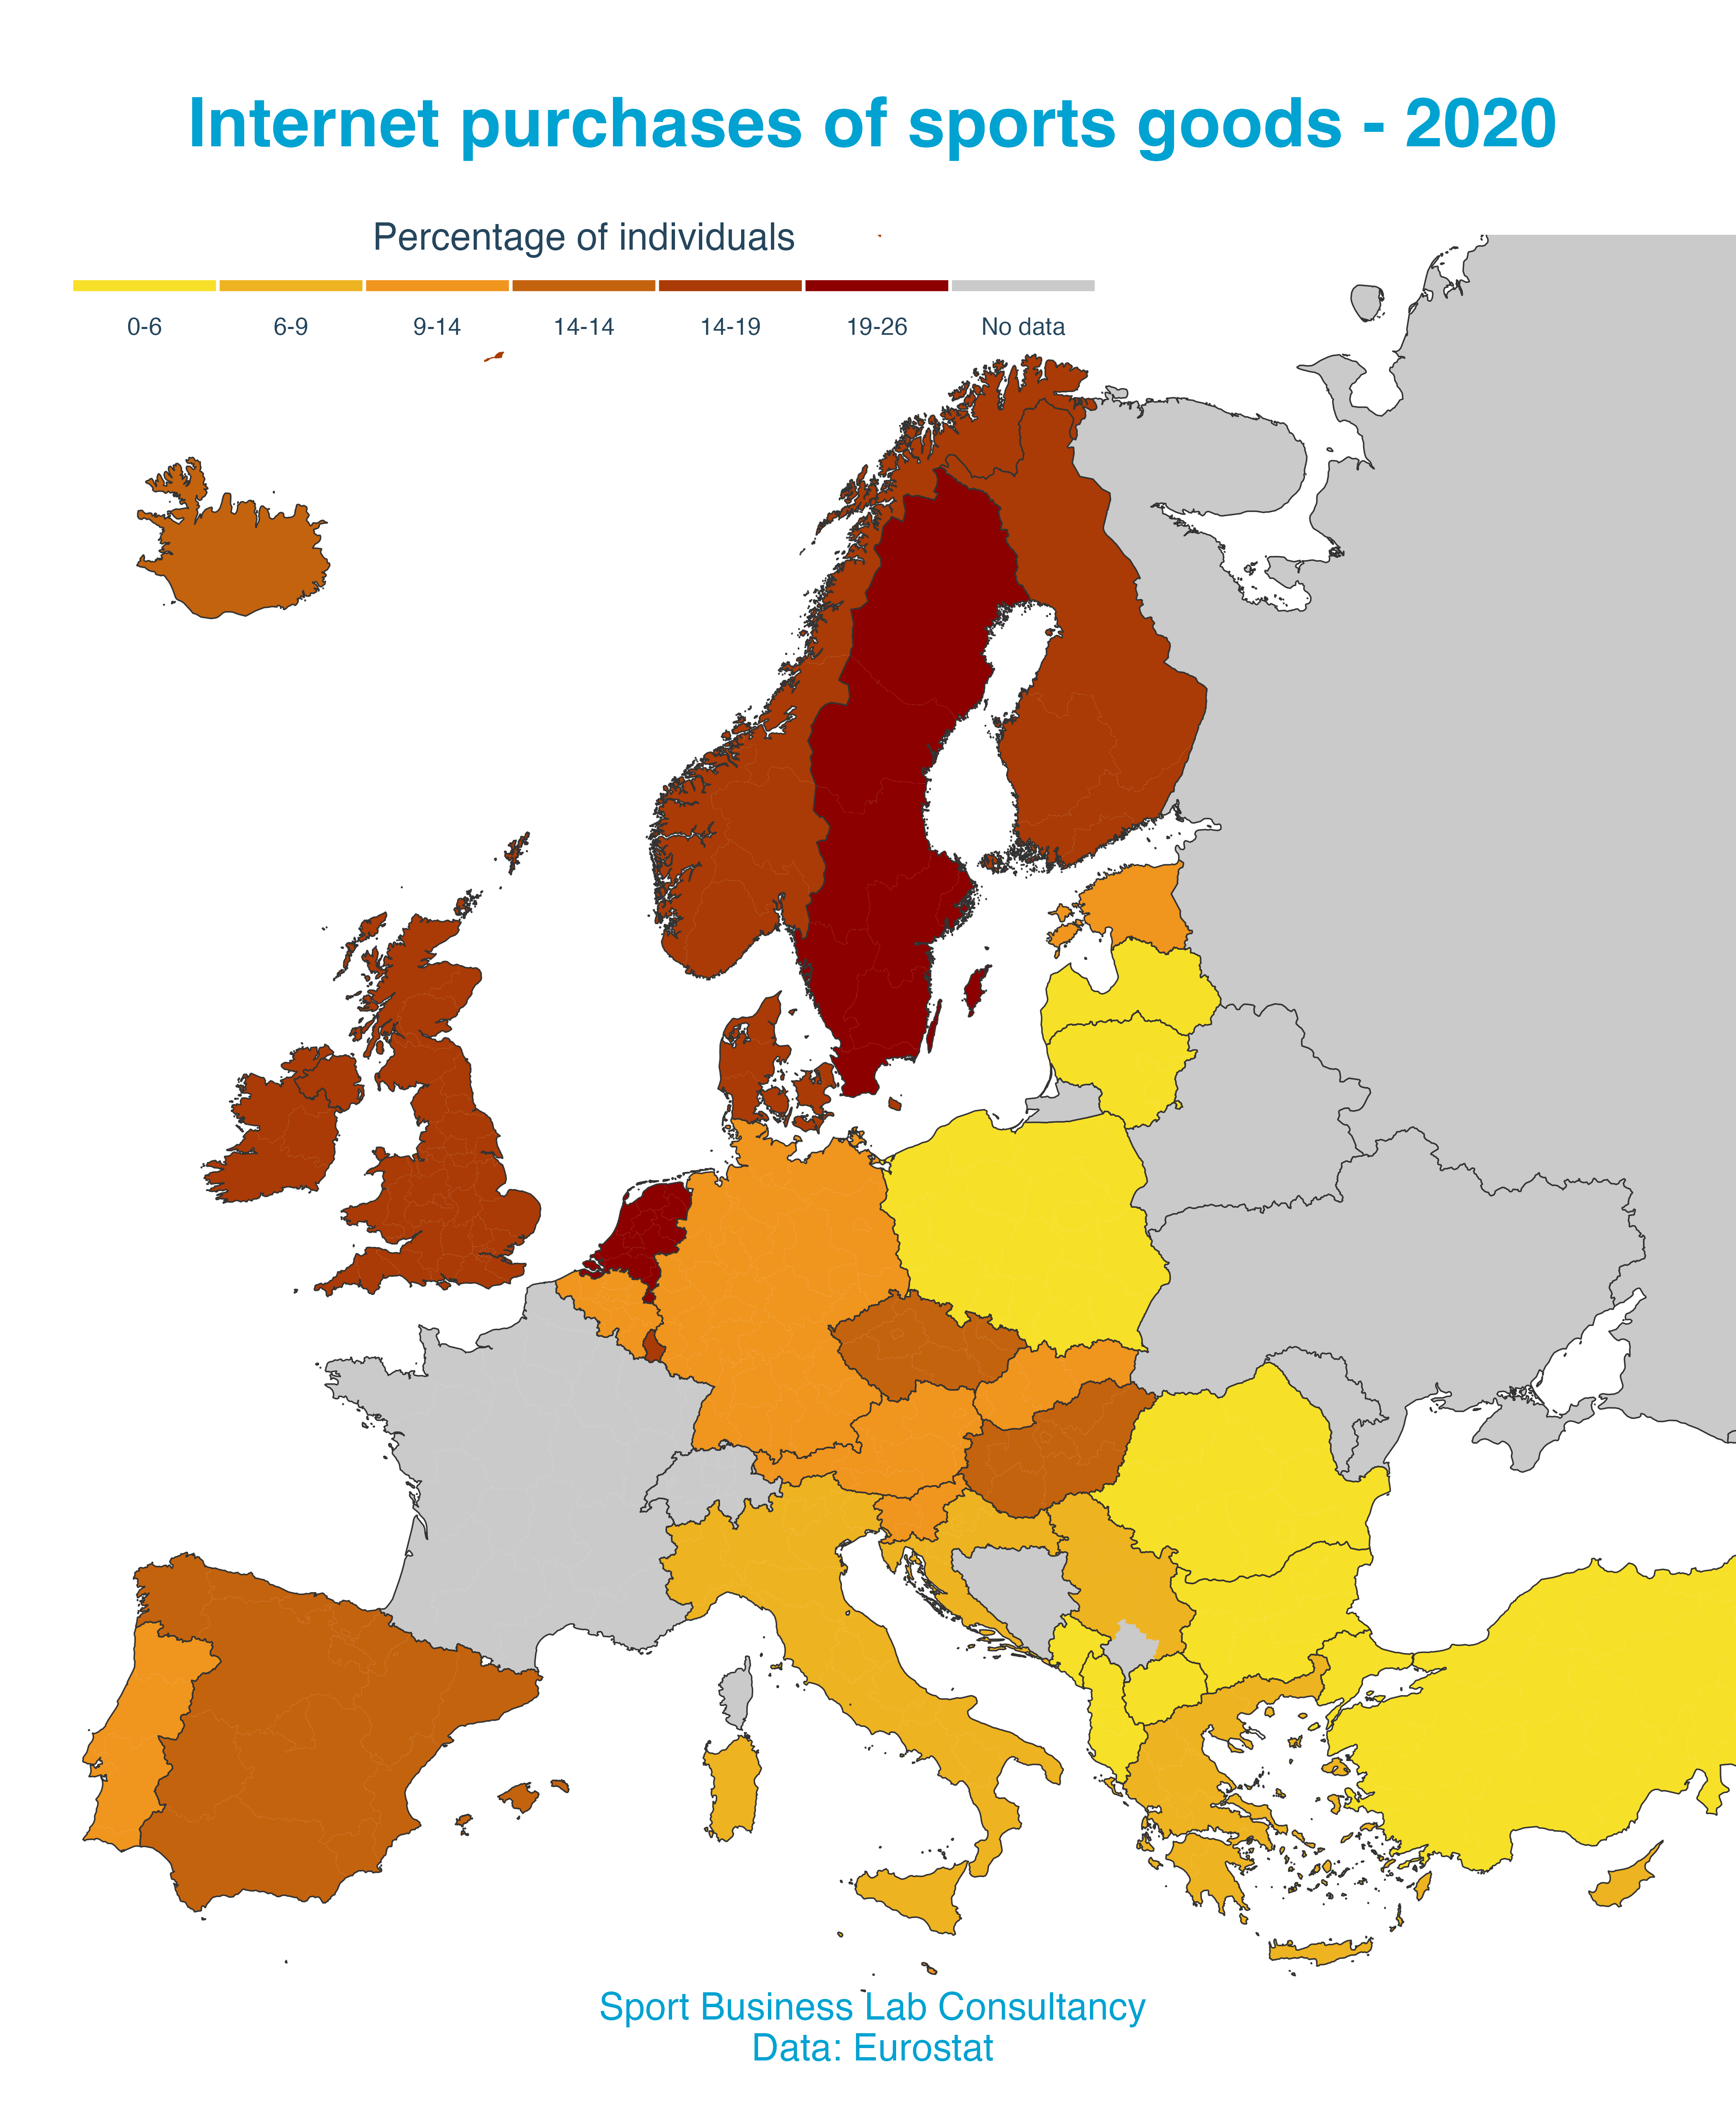 Internet purchases of sports goods - 2020
Percentage of individuals
0-6 6-9 9-14 14-14 14-19 19-26 No data
Sport Business Lab Consultancy
Data: Eurostat